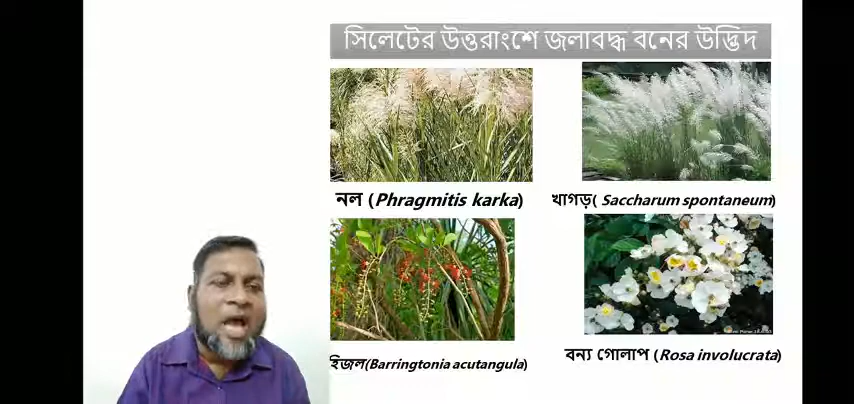 সিলেটের উত্তরাংশে জলাবদ্ধ বনের উদ্ভিদ
নল (Phragmitis karka)
খাগড়( Saccharum spontaneum)
হিজল(Barringtonia acutangula)
বন্য গোলাপ (Rosa involucrata)